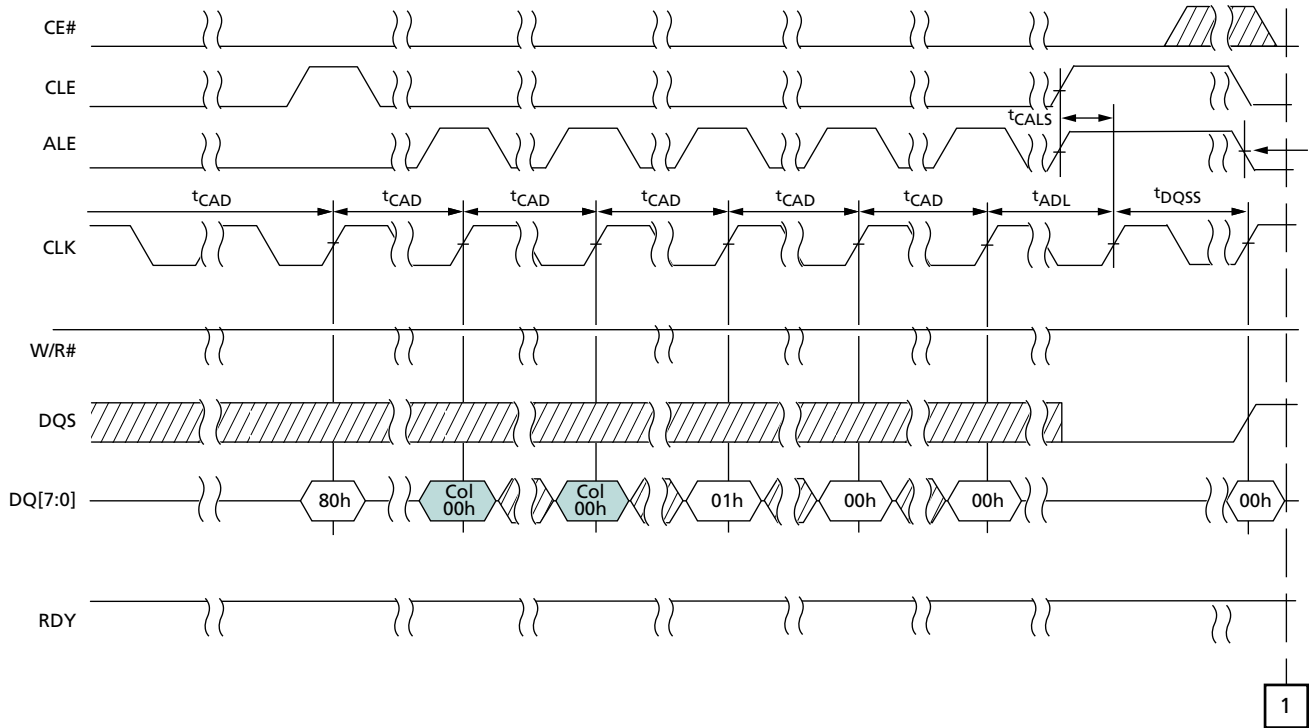 CE#
CLE
tCALS
ALE
tCAD tCAD tCAD tCAD tCAD tCAD tADL tDQSS
CLK
W/R#
DQS
DQ[7:0] 80h Col 00h Col 00h 01h 00h 00h 00h
RDY
1